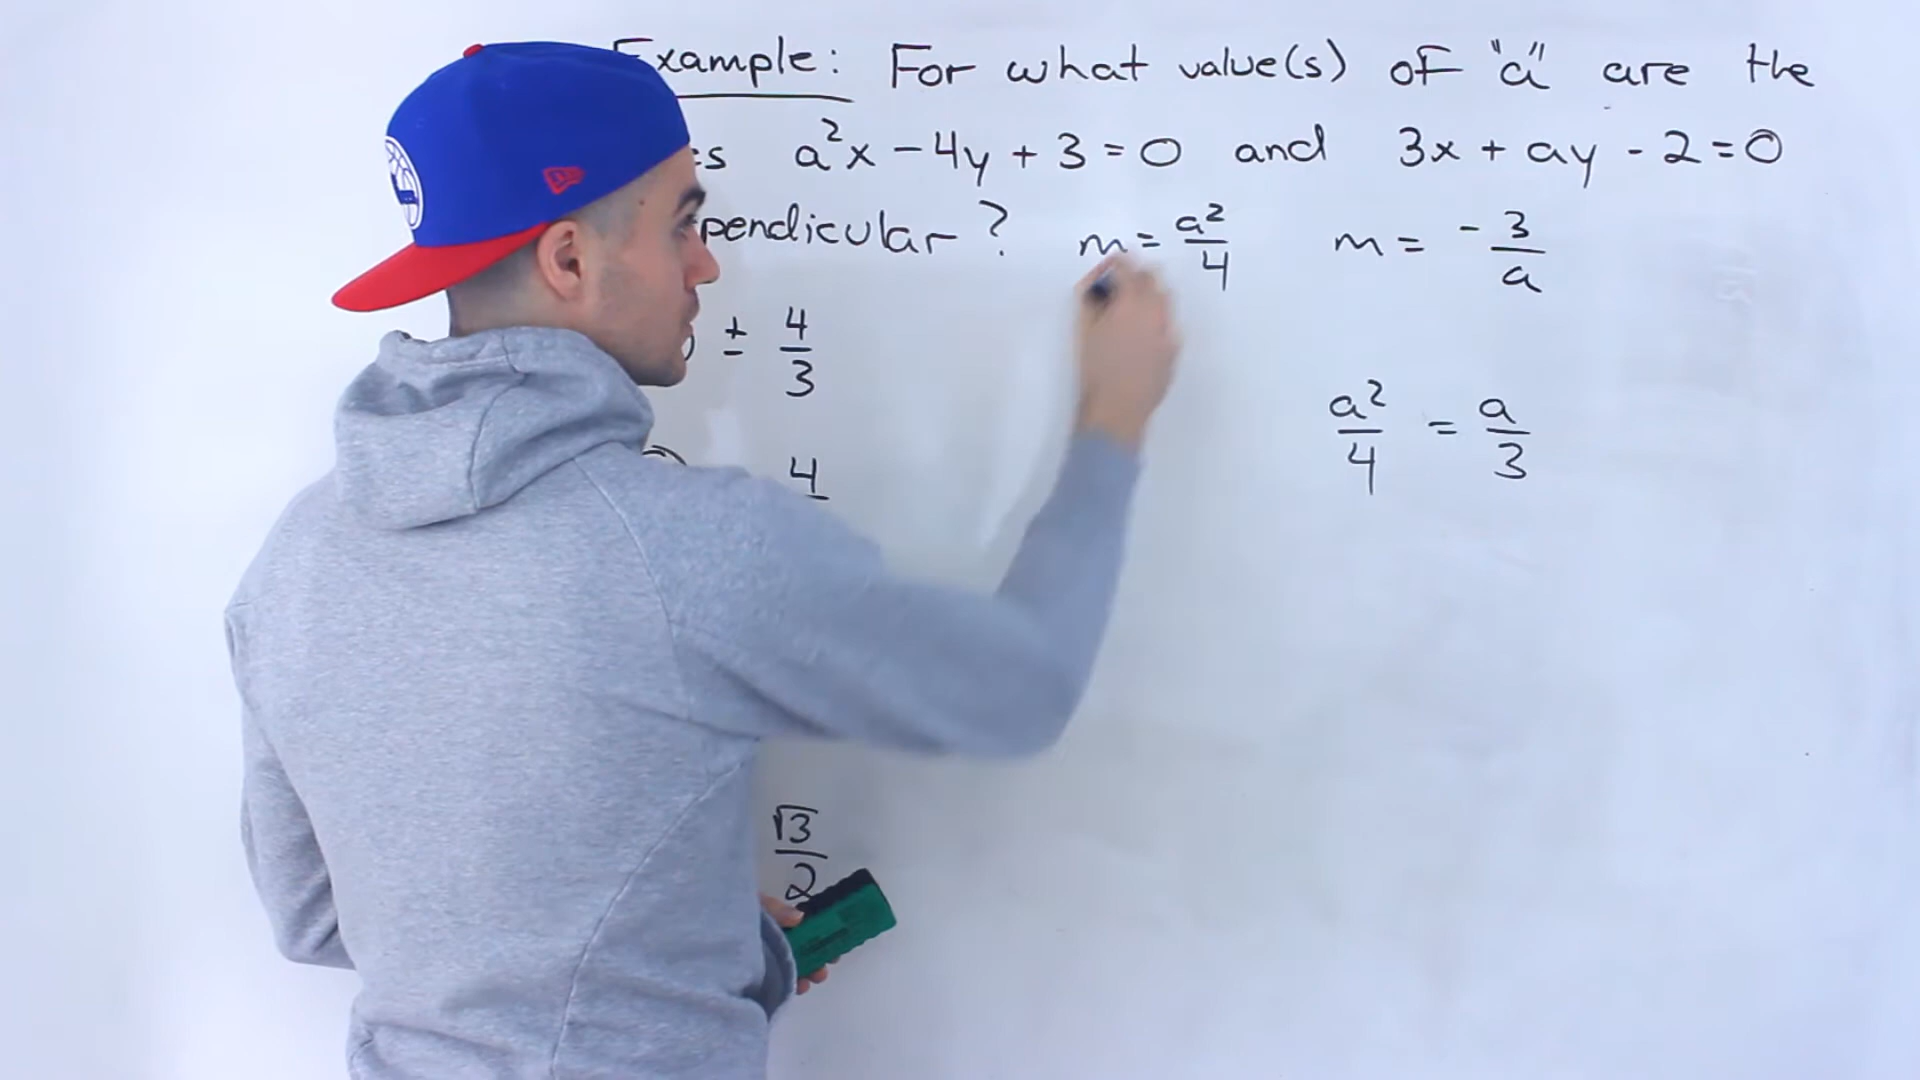 Example: For what value(s) of "a" are the
a²x - 4y + 3 = 0 and 3x + ay - 2 = 0
pendicular? m = a²/4 m = -3/a
± 4/3
a²/4 = a/3
4
√3/2